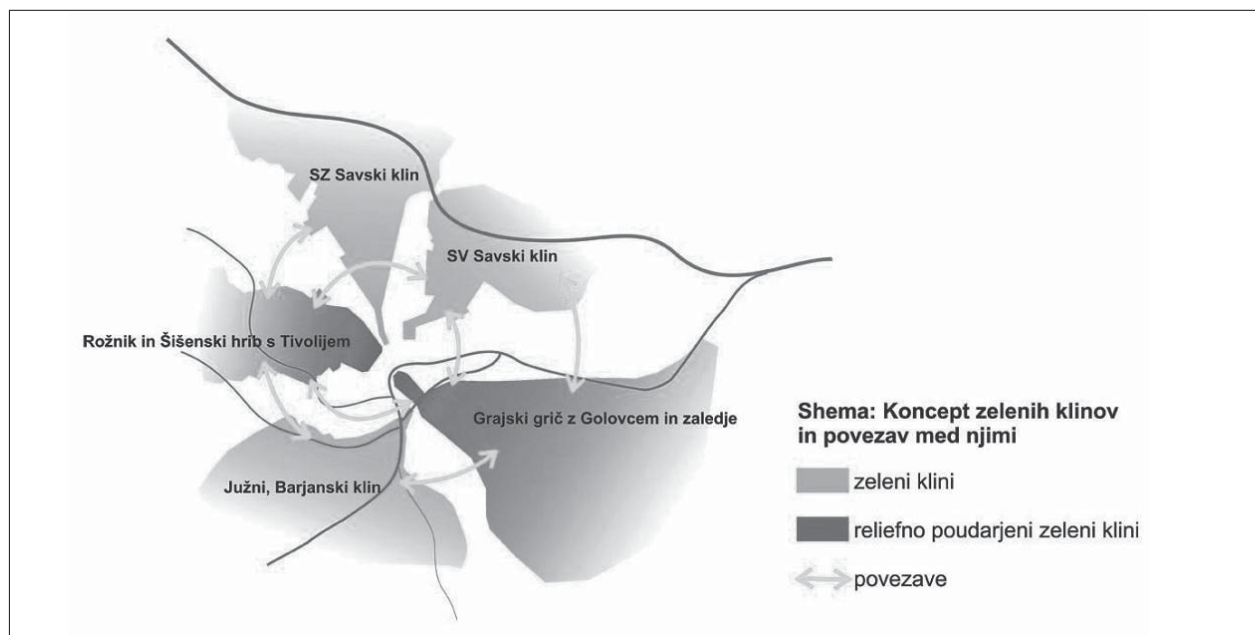 SZ Savski klin
SV Savski klin
Rožnik in Šišenski hrib s Tivolijem
Grajski grič z Golovcem in zaledje
Južni, Barjanski klin
Shema: Koncept zelenih klinov
in povezav med njimi
zeleni klini
reliefno poudarjeni zeleni klini
povezave